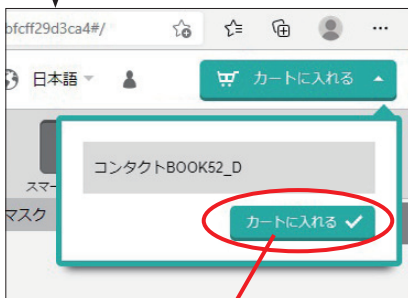 bfcff29d3ca4#/
日本語
カートに入れる
コンタクトBOOK52_D
スマー
マスク
カートに入れる